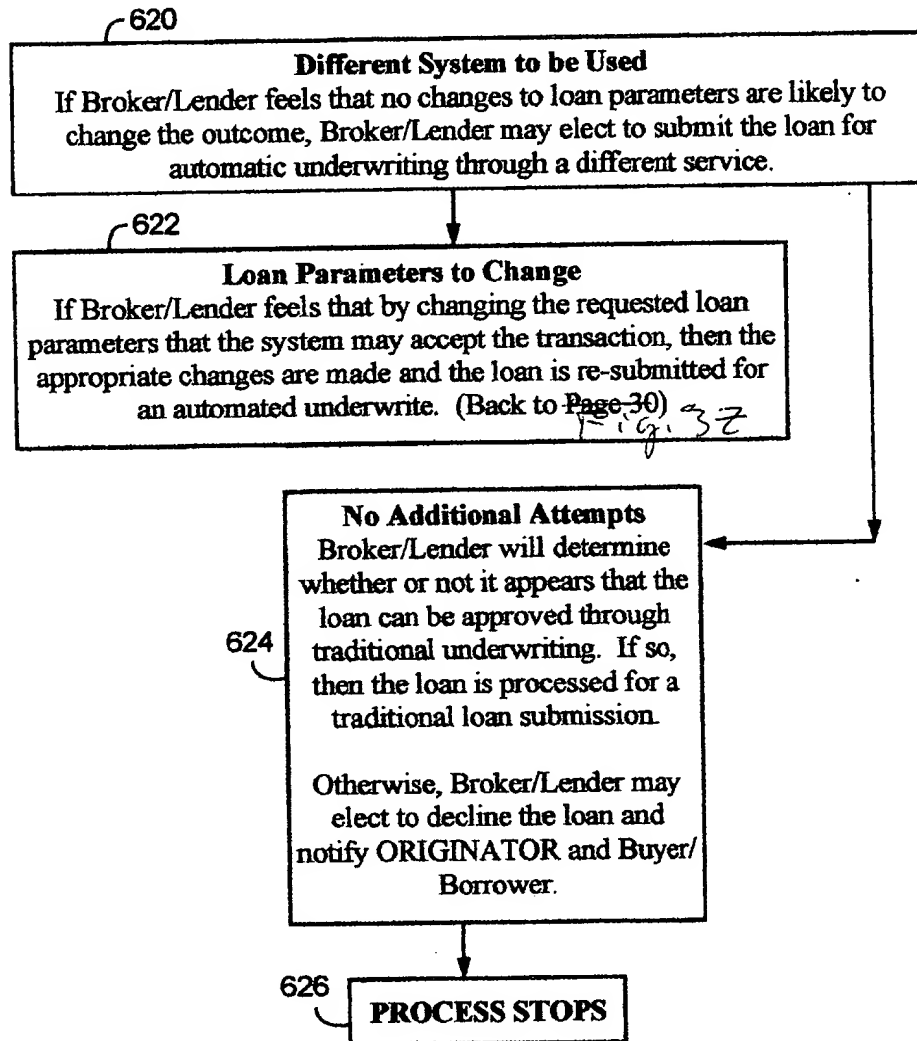 620
Different System to be Used
If Broker/Lender feels that no changes to loan parameters are likely to
change the outcome, Broker/Lender may elect to submit the loan for
automatic underwriting through a different service.
622
Loan Parameters to Change
If Broker/Lender feels that by changing the requested loan
parameters that the system may accept the transaction, then the
appropriate changes are made and the loan is re-submitted for
an automated underwrite. (Back to Page 30)
Fig. 3Z
No Additional Attempts
Broker/Lender will determine
whether or not it appears that the
loan can be approved through
624
traditional underwriting. If so,
then the loan is processed for a
traditional loan submission.
Otherwise, Broker/Lender may
elect to decline the loan and
notify ORIGINATOR and Buyer/
Borrower.
626
PROCESS STOPS